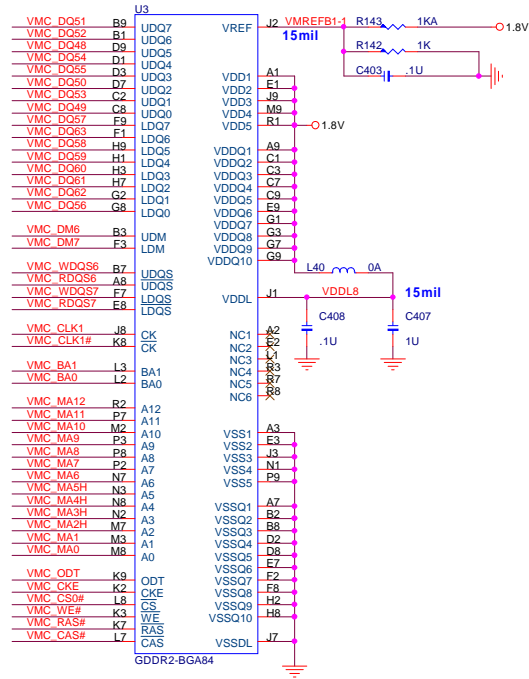 U3
VMC_DQ51 B9 UDQ7
VMC_DQ52 B1 UDQ6
VMC_DQ48 D9 UDQ5
VMC_DQ54 D1 UDQ4
VMC_DQ55 D3 UDQ3
VMC_DQ50 D7 UDQ2
VMC_DQ53 C2 UDQ1
VMC_DQ49 C8 UDQ0
VMC_DQ57 F9 LDQ7
VMC_DQ63 F1 LDQ6
VMC_DQ58 H9 LDQ5
VMC_DQ59 H1 LDQ4
VMC_DQ60 H3 LDQ3
VMC_DQ61 H7 LDQ2
VMC_DQ62 G2 LDQ1
VMC_DQ56 G8 LDQ0
VMC_DM6 B3 UDM
VMC_DM7 F3 LDM
VMC_WDQS6 B7 UDQS
VMC_RDQS6 A8 UDQS
VMC_WDQS7 F7 LDQS
VMC_RDQS7 E8 LDQS
VMC_CLK1 J8 CK
VMC_CLK1# K8 CK
VMC_BA1 L3 BA1
VMC_BA0 L2 BA0
VMC_MA12 R2 A12
VMC_MA11 P7 A11
VMC_MA10 M2 A10
VMC_MA9 P3 A9
VMC_MA8 P8 A8
VMC_MA7 P2 A7
VMC_MA6 N7 A6
VMC_MA5H N3 A5
VMC_MA4H N8 A4
VMC_MA3H N2 A3
VMC_MA2H M7 A2
VMC_MA1 M3 A1
VMC_MA0 M8 A0
VMC_ODT K9 ODT
VMC_CKE K2 CKE
VMC_CS0# L8 CS
VMC_WE# K3 WE
VMC_RAS# K7 RAS
VMC_CAS# L7 CAS
GDDR2-BGA84
VREF J2 VMREFB1-1 R143 1KA 1.8V
15mil
R142 1K
C403 .1U
VDD1 A1
VDD2 E1
VDD3 J9
VDD4 M9
VDD5 R1 1.8V
VDDQ1 A9
VDDQ2 C1
VDDQ3 C3
VDDQ4 C7
VDDQ5 C9
VDDQ6 E9
VDDQ7 G1
VDDQ8 G3
VDDQ9 G7
VDDQ10 G9
L40 0A
VDDL J1 VDDL8 15mil
C408 C407
.1U 1U
NC1 A2
NC2 E2
NC3 L1
NC4 R3
NC5 R7
NC6 R8
VSS1 A3
VSS2 E3
VSS3 J3
VSS4 N1
VSS5 P9
VSSQ1 A7
VSSQ2 B2
VSSQ3 B8
VSSQ4 D2
VSSQ5 D8
VSSQ6 E7
VSSQ7 F2
VSSQ8 F8
VSSQ9 H2
VSSQ10 H8
VSSDL J7